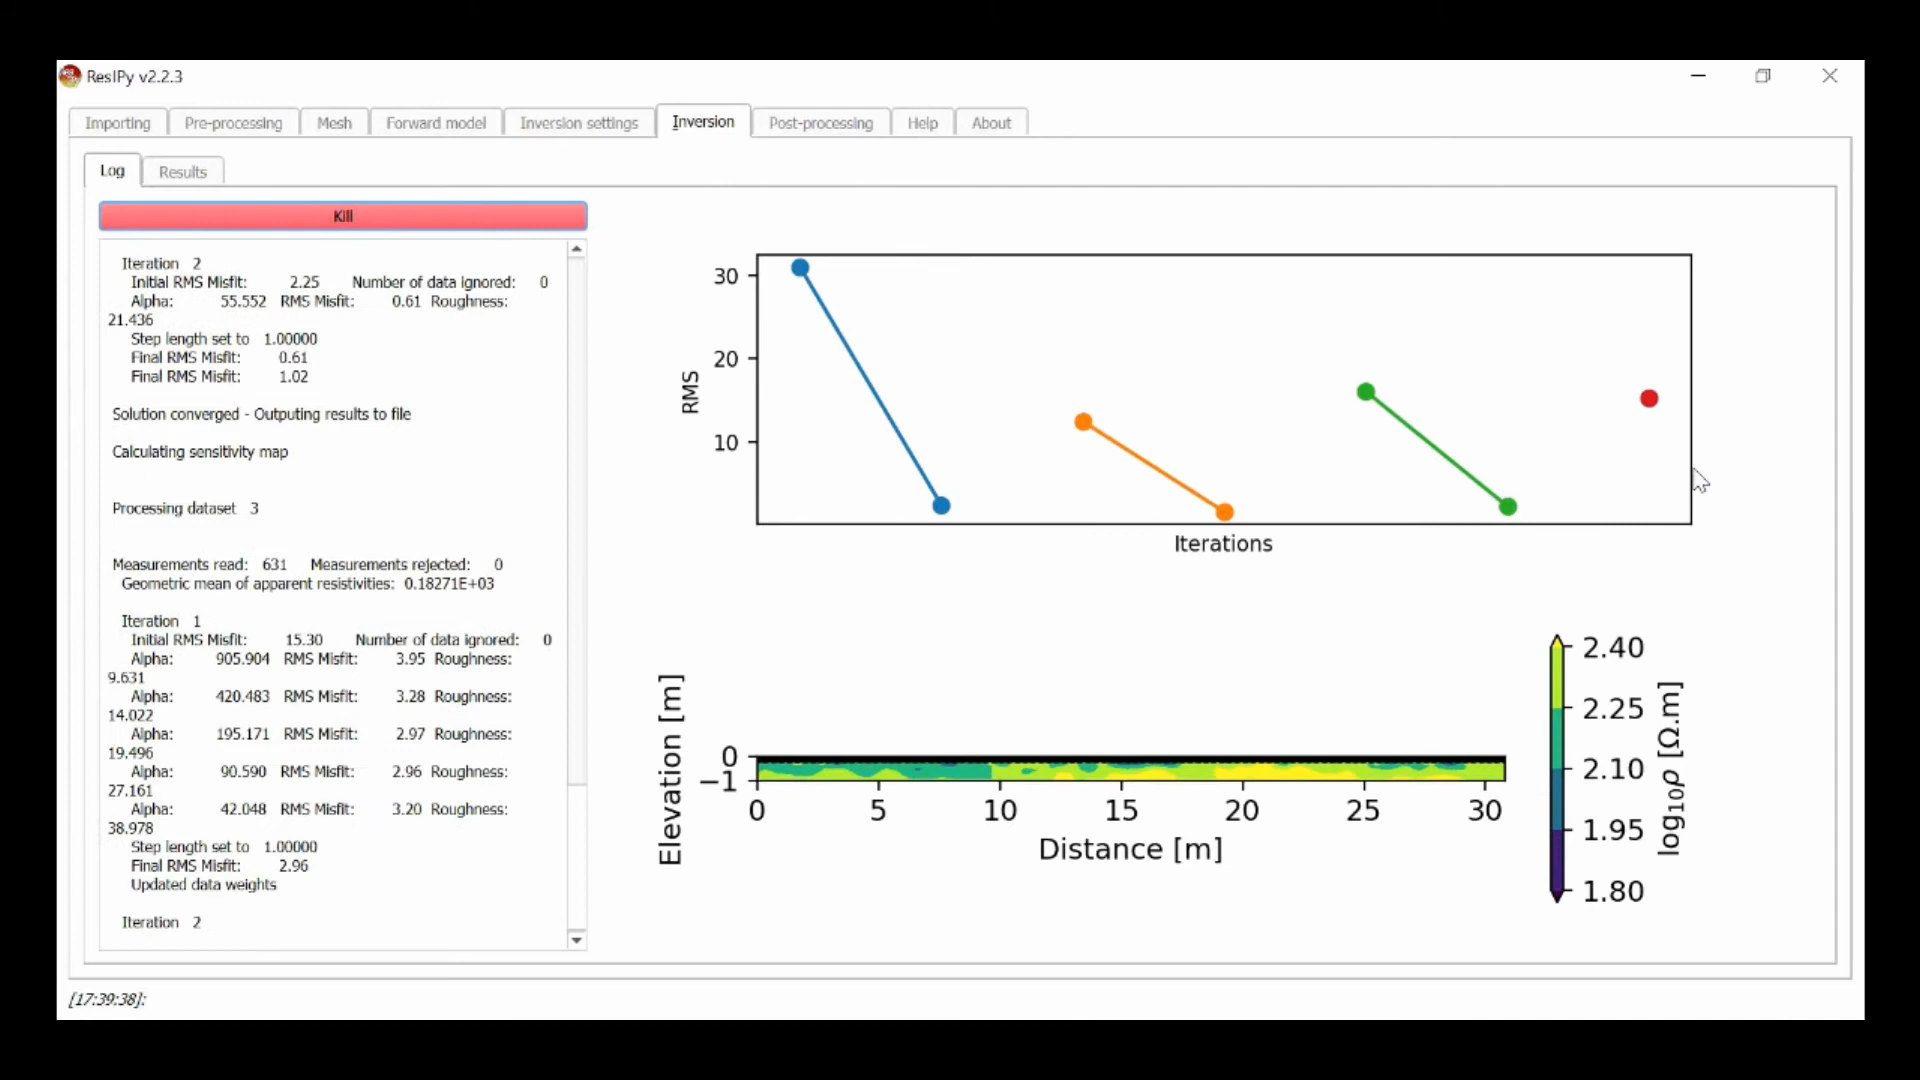 ResIPy v2.2.3
Importing Pre-processing Mesh Forward model Inversion settings Inversion Post-processing Help About
Log Results
Kill
Iteration 2
Initial RMS Misfit: 2.25 Number of data ignored: 0
Alpha: 55.552 RMS Misfit: 0.61 Roughness:
21.436
Step length set to 1.00000
Final RMS Misfit: 0.61
Final RMS Misfit: 1.02
Solution converged - Outputing results to file
Calculating sensitivity map
Processing dataset 3
Measurements read: 631 Measurements rejected: 0
Geometric mean of apparent resistivities: 0.18271E+03
Iteration 1
Initial RMS Misfit: 15.30 Number of data ignored: 0
Alpha: 905.904 RMS Misfit: 3.95 Roughness:
9.631
Alpha: 420.483 RMS Misfit: 3.28 Roughness:
14.022
Alpha: 195.171 RMS Misfit: 2.97 Roughness:
19.496
Alpha: 90.590 RMS Misfit: 2.96 Roughness:
27.161
Alpha: 42.048 RMS Misfit: 3.20 Roughness:
38.978
Step length set to 1.00000
Final RMS Misfit: 2.96
Updated data weights
Iteration 2
30
20
10
RMS
Iterations
Elevation [m]
0
−1
0 5 10 15 20 25 30
Distance [m]
2.40
2.25
2.10
1.95
1.80
log₁₀ρ [Ω.m]
[17:39:38]: